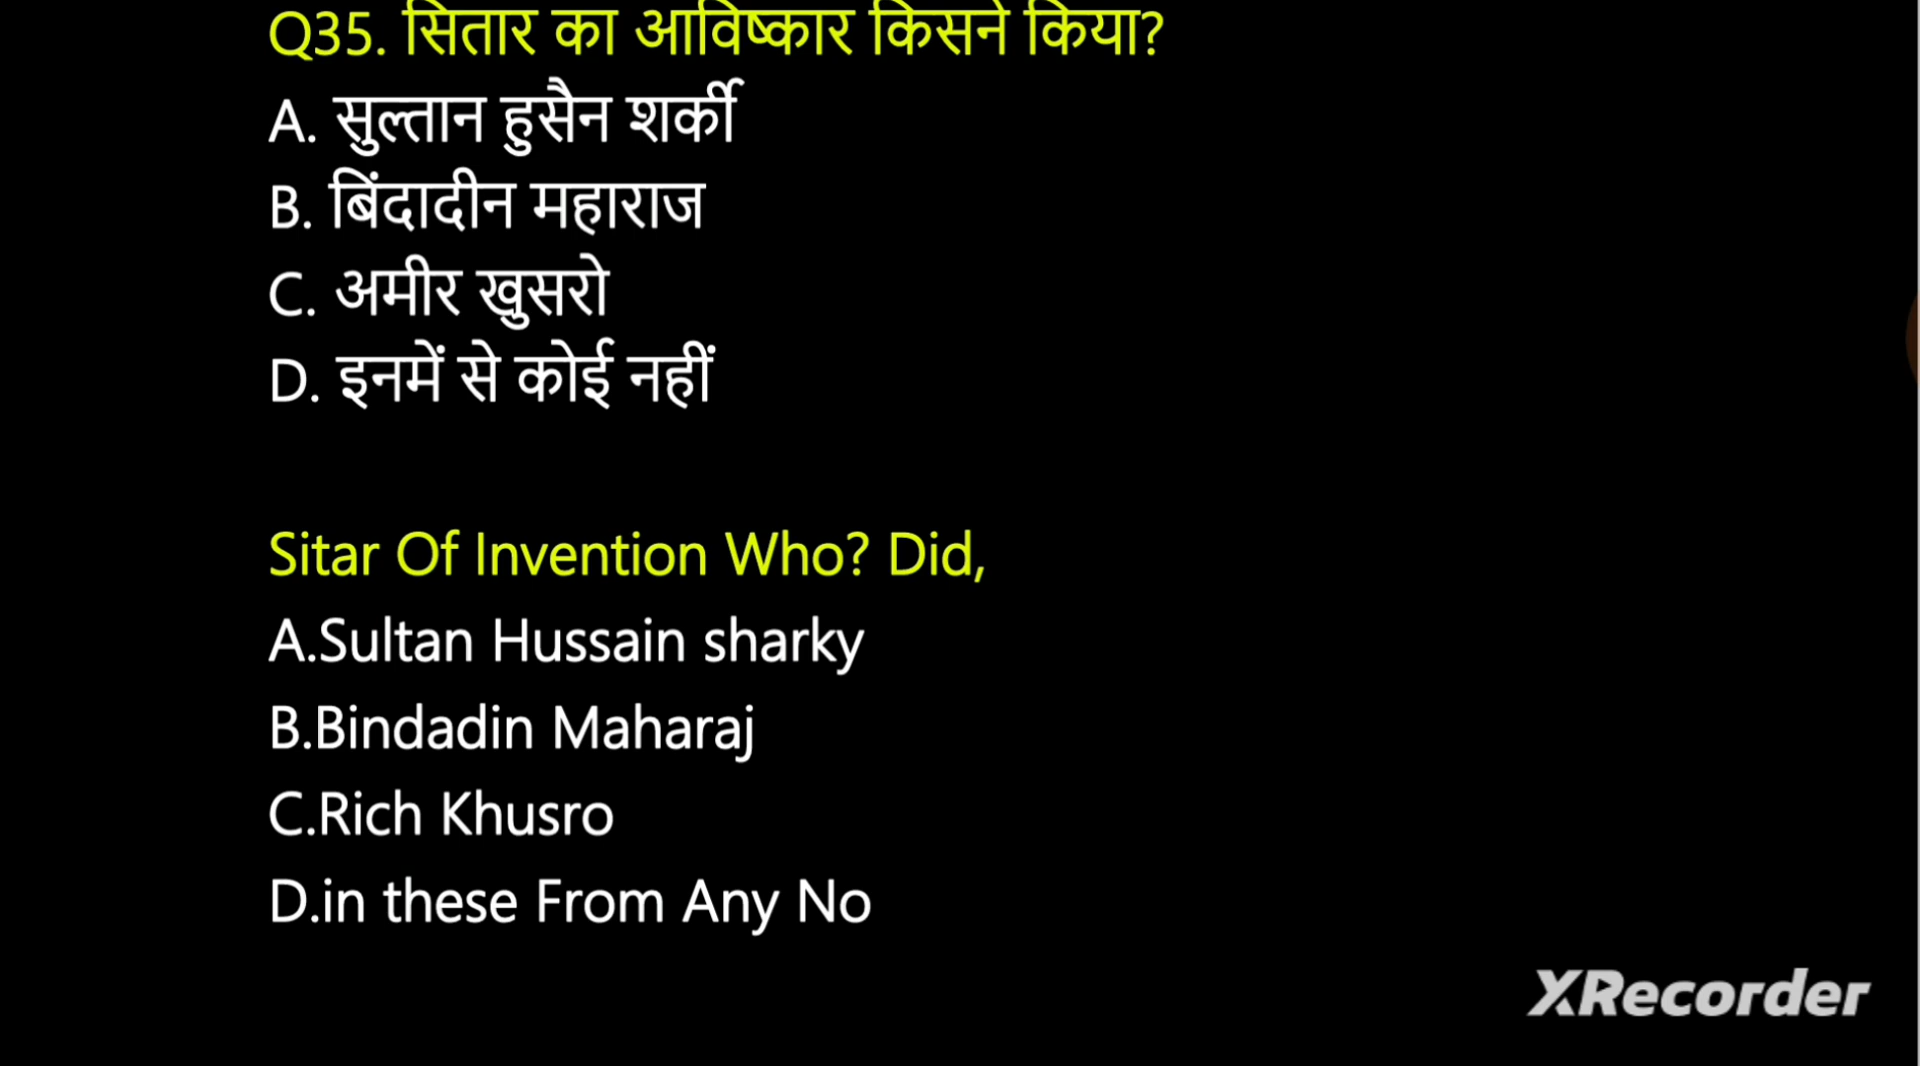 Q35. सितार का आविष्कार किसने किया?
A. सुल्तान हुसैन शर्की
B. बिंदादीन महाराज
C. अमीर खुसरो
D. इनमें से कोई नहीं
Sitar Of Invention Who? Did,
A.Sultan Hussain sharky
B.Bindadin Maharaj
C.Rich Khusro
D.in these From Any No
XRecorder